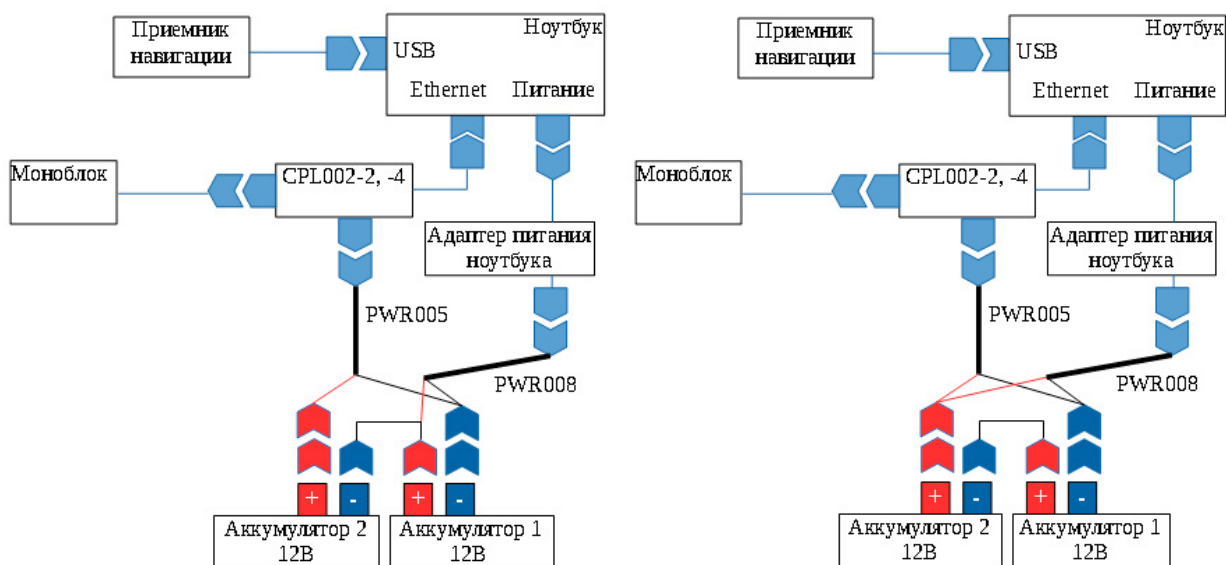 Приемник
навигации
Ноутбук
USB
Ethernet
Питание
Моноблок
CPL002-2, -4
Адаптер питания
ноутбука
PWR005
PWR008
+
-
+
-
Аккумулятор 2
12В
Аккумулятор 1
12В
Приемник
навигации
Ноутбук
USB
Ethernet
Питание
Моноблок
CPL002-2, -4
Адаптер питания
ноутбука
PWR005
PWR008
+
-
+
-
Аккумулятор 2
12В
Аккумулятор 1
12В